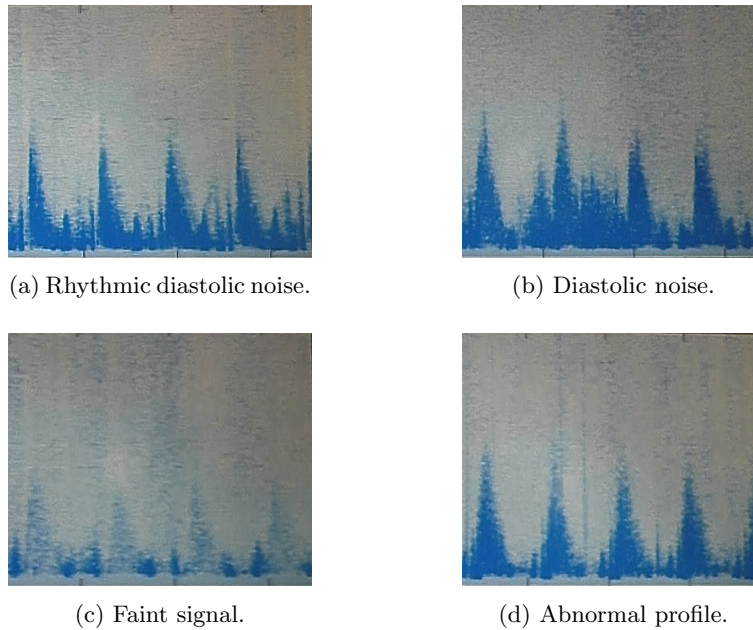 (a) Rhythmic diastolic noise.
(b) Diastolic noise.
(c) Faint signal.
(d) Abnormal profile.